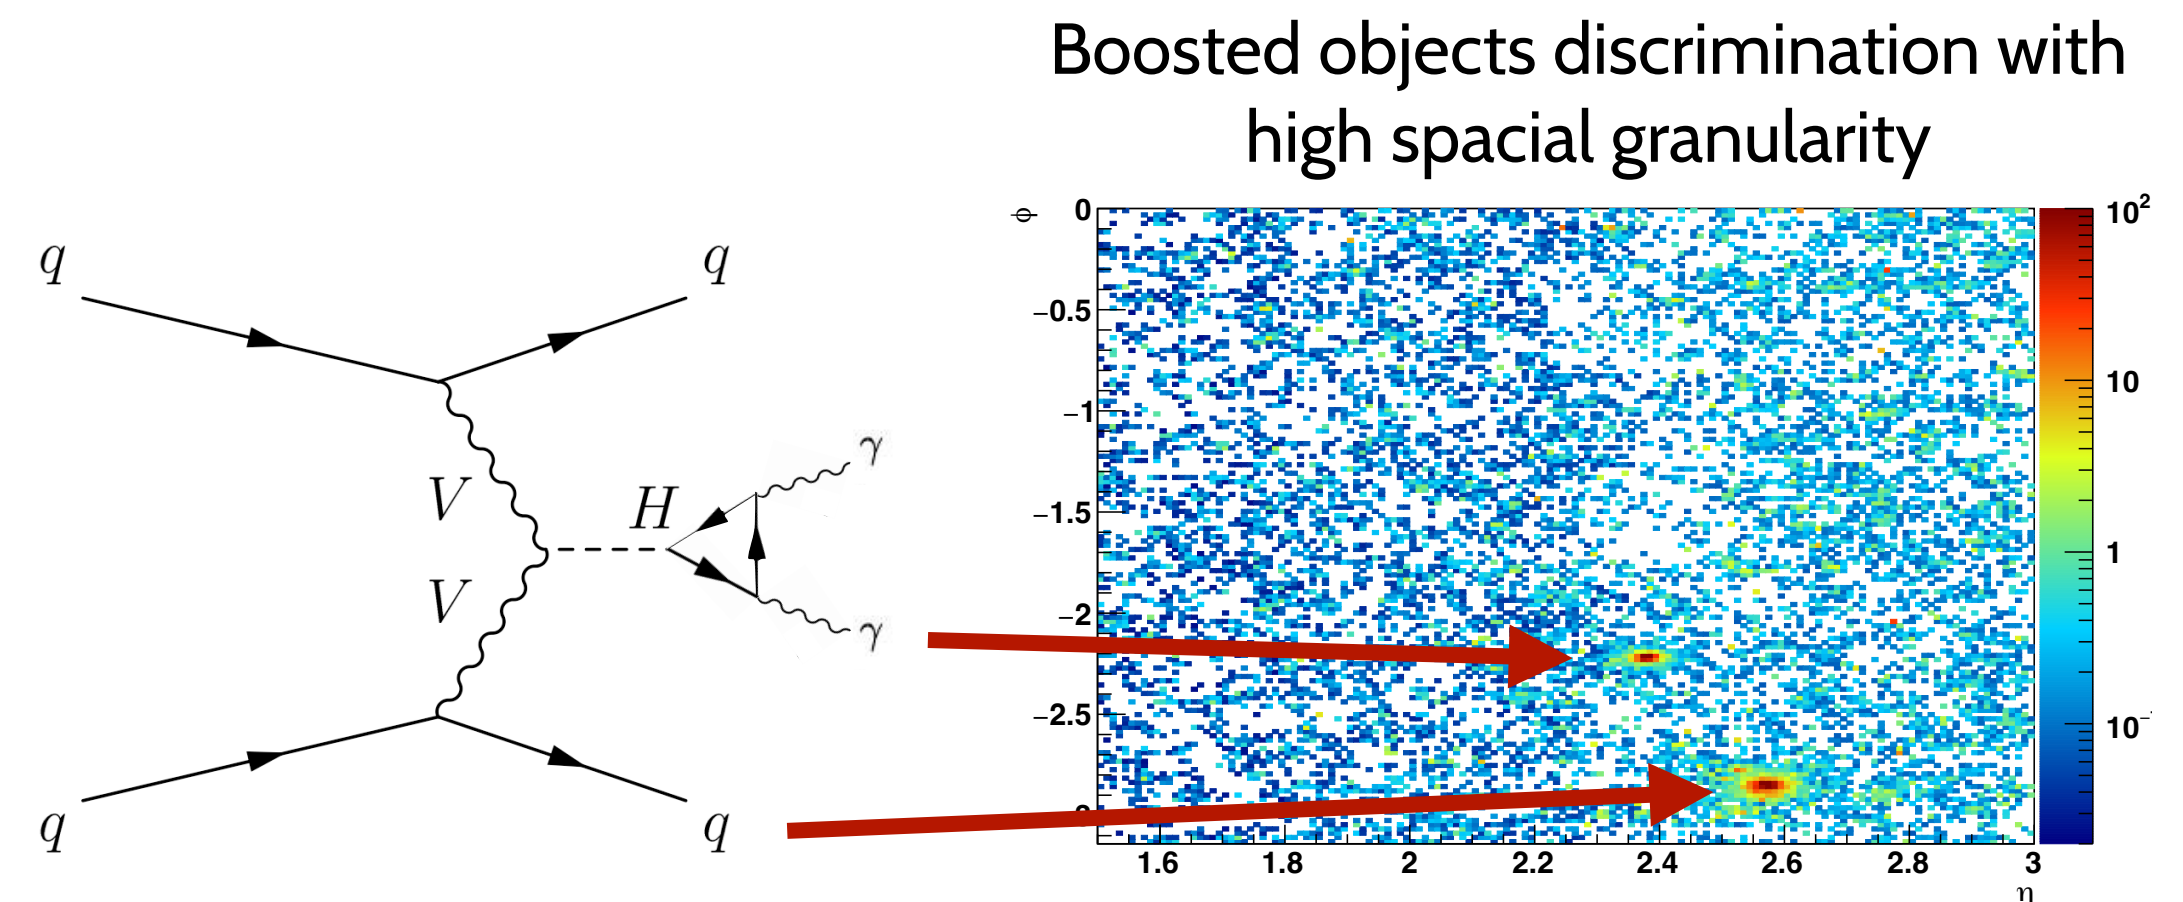 Boosted objects discrimination with
high spacial granularity
q
q
V
V
H
γ
γ
q
q
ϕ
0
−0.5
−1
−1.5
−2
−2.5
1.6
1.8
2
2.2
2.4
2.6
2.8
3
η
10²
10
1
10⁻